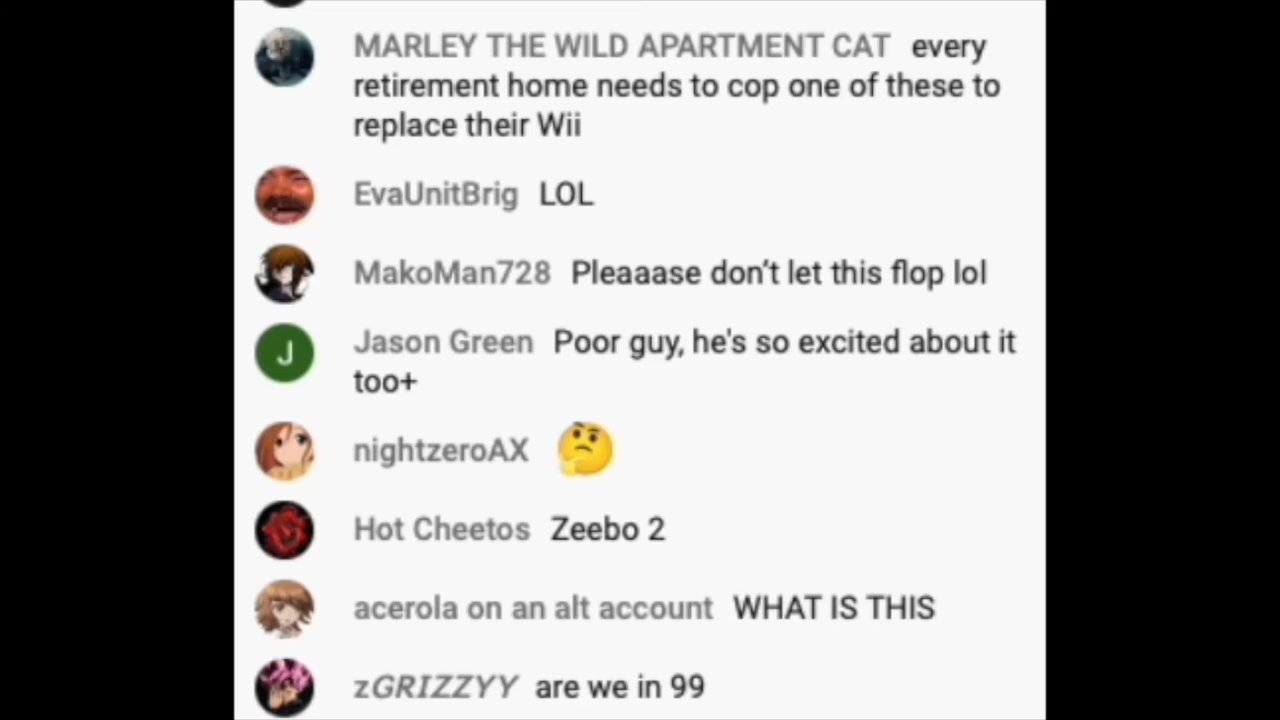 MARLEY THE WILD APARTMENT CAT every
retirement home needs to cop one of these to
replace their Wii
EvaUnitBrig LOL
MakoMan728 Pleaaase don’t let this flop lol
J Jason Green Poor guy, he's so excited about it
too+
nightzeroAX 🤔
Hot Cheetos Zeebo 2
acerola on an alt account WHAT IS THIS
zGRIZZYY are we in 99